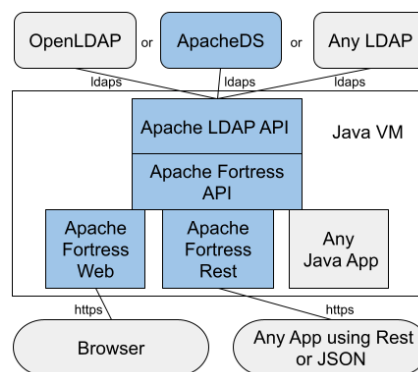 OpenLDAP or ApacheDS or Any LDAP
ldaps ldaps ldaps
Apache LDAP API
Java VM
Apache Fortress
API
Apache
Fortress
Web
Apache
Fortress
Rest
Any
Java App
https https
Browser
Any App using Rest
or JSON